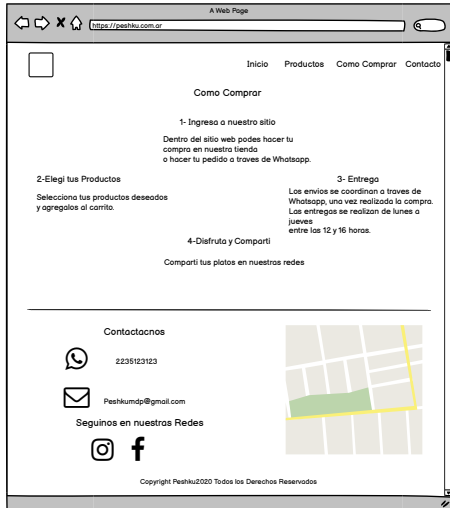 A Web Page
https://peshku.com.ar
Inicio Productos Como Comprar Contacto
Como Comprar
1- Ingresa a nuestro sitio
Dentro del sitio web podes hacer tu
compra en nuestra tienda
o hacer tu pedido a traves de Whatsapp.
2-Elegi tus Productos
Selecciona tus productos deseados
y agregalos al carrito.
3- Entrega
Los envios se coordinan a traves de
Whatsapp, una vez realizada la compra.
Las entregas se realizan de lunes a
jueves
entre las 12 y 16 horas.
4-Disfruta y Comparti
Comparti tus platos en nuestras redes
Contactacnos
2235123123
Peshkumdp@gmail.com
Seguinos en nuestras Redes
Copyright Peshku2020 Todos los Derechos Reservados